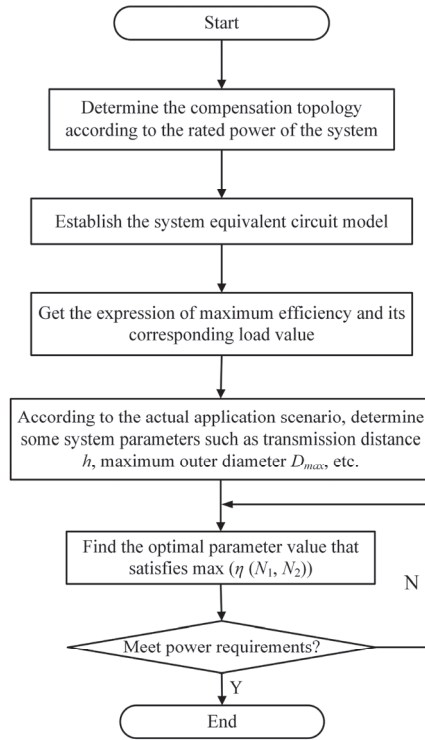 Start
Determine the compensation topology
according to the rated power of the system
Establish the system equivalent circuit model
Get the expression of maximum efficiency and its
corresponding load value
According to the actual application scenario, determine
some system parameters such as transmission distance
h, maximum outer diameter Dmax, etc.
Find the optimal parameter value that
satisfies max (η (N1, N2))
N
Meet power requirements?
Y
End